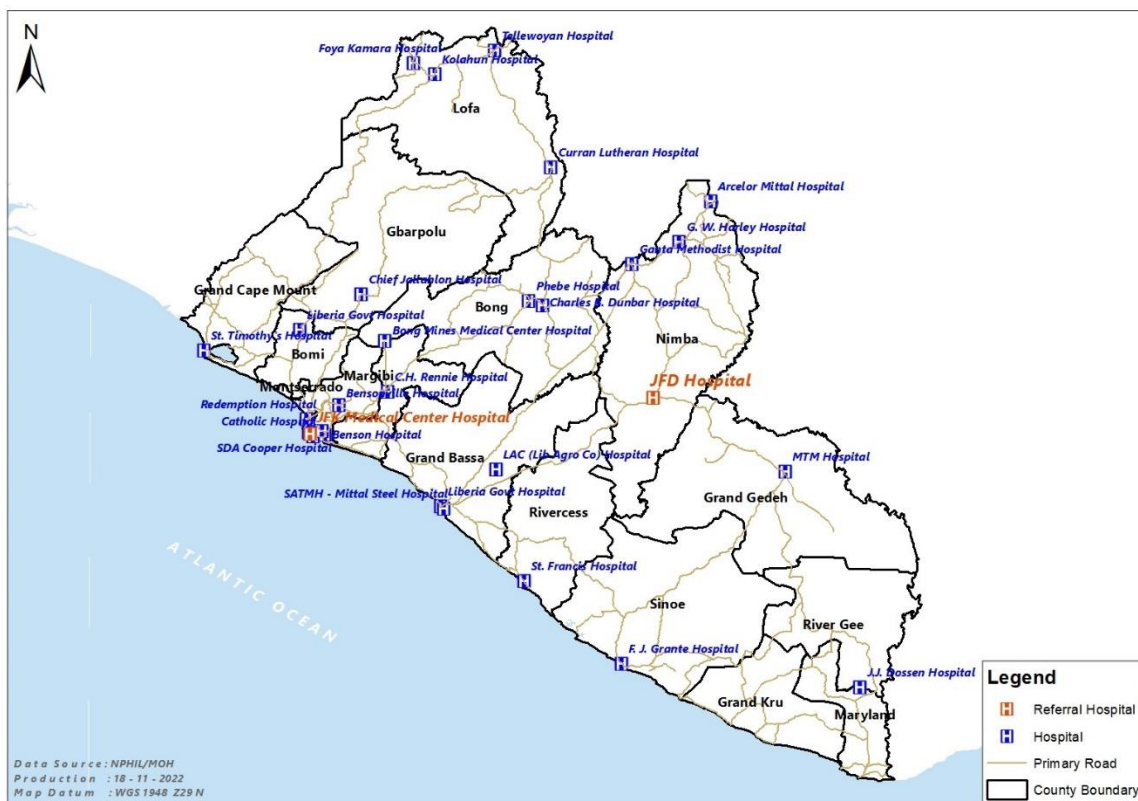 N
Tellewoyan Hospital
Foya Kamara Hospital
Kolahun Hospital
Lofa
Curran Lutheran Hospital
Arcelor Mittal Hospital
Gbarpolu
G. W. Harley Hospital
Ganta Methodist Hospital
Chief Jallahlon Hospital
Phebe Hospital
Grand Cape Mount
Bong
Charles B. Dunbar Hospital
Liberia Govt Hospital
Bong Mines Medical Center Hospital
St. Timothy's Hospital
Nimba
Bomi
Margibi
C.H. Rennie Hospital
JFD Hospital
Montserrado
Hospital
Redemption Hospital
JFK Medical Center Hospital
Catholic Hospital
Benson Hospital
SDA Cooper Hospital
Grand Bassa
LAC (Lib Agro Co) Hospital
MTM Hospital
SATMH - Mittal Steel Hospital
Liberia Govt Hospital
Grand Gedeh
Rivercess
ATLANTIC OCEAN
St. Francis Hospital
Sinoe
River Gee
F. J. Grante Hospital
J.J. Dossen Hospital
Grand Kru
Maryland
Legend
Referral Hospital
Hospital
Primary Road
County Boundary
Data Source : NPHIL/MOH
Production : 18 - 11 - 2022
Map Datum : WGS 1948 Z29 N